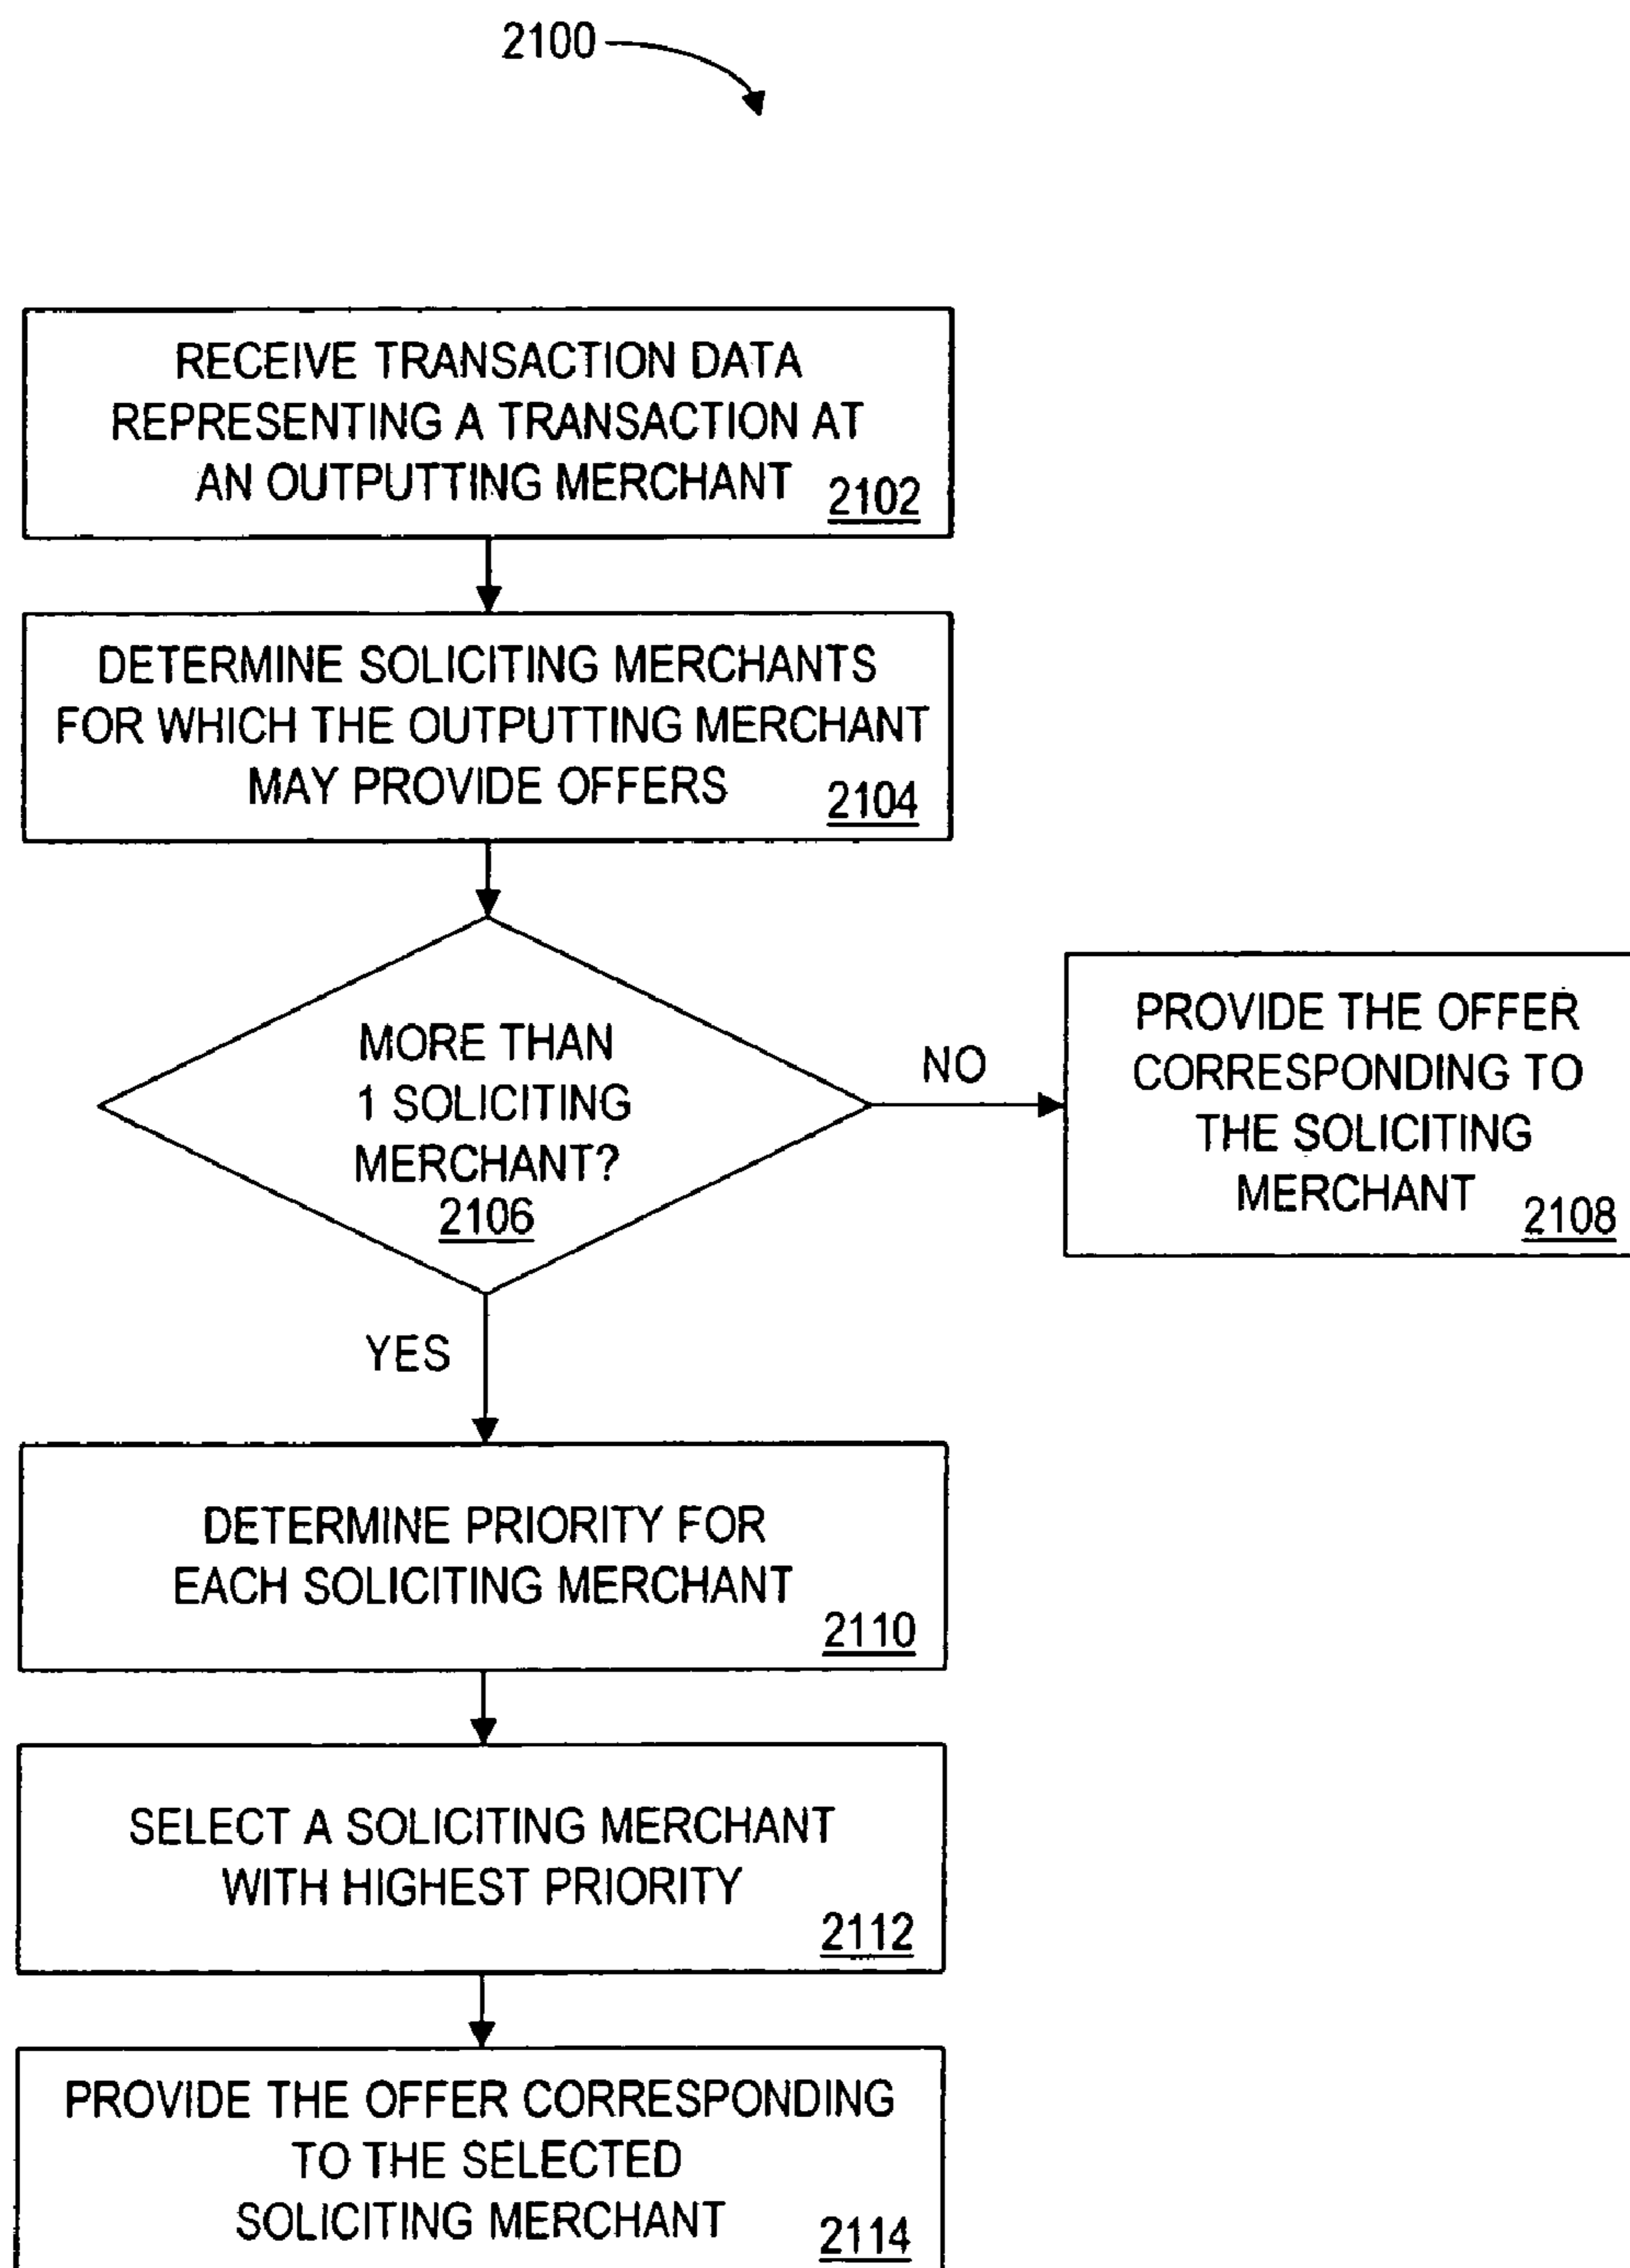 2100
RECEIVE TRANSACTION DATA
REPRESENTING A TRANSACTION AT
AN OUTPUTTING MERCHANT 2102
DETERMINE SOLICITING MERCHANTS
FOR WHICH THE OUTPUTTING MERCHANT
MAY PROVIDE OFFERS 2104
MORE THAN
1 SOLICITING
MERCHANT?
2106
NO
PROVIDE THE OFFER
CORRESPONDING TO
THE SOLICITING
MERCHANT 2108
YES
DETERMINE PRIORITY FOR
EACH SOLICITING MERCHANT
2110
SELECT A SOLICITING MERCHANT
WITH HIGHEST PRIORITY
2112
PROVIDE THE OFFER CORRESPONDING
TO THE SELECTED
SOLICITING MERCHANT 2114